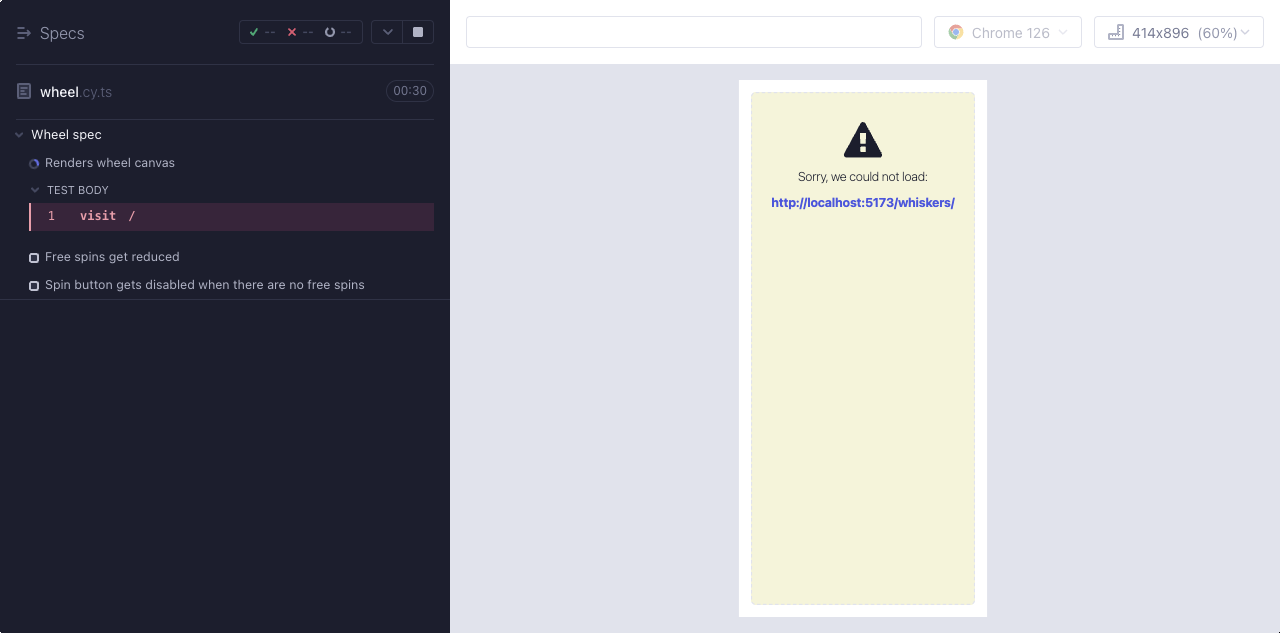 Specs
-- -- --
wheel.cy.ts
00:30
Wheel spec
Renders wheel canvas
TEST BODY
1 visit /
Free spins get reduced
Spin button gets disabled when there are no free spins
Chrome 126
414x896 (60%)
Sorry, we could not load:
http://localhost:5173/whiskers/